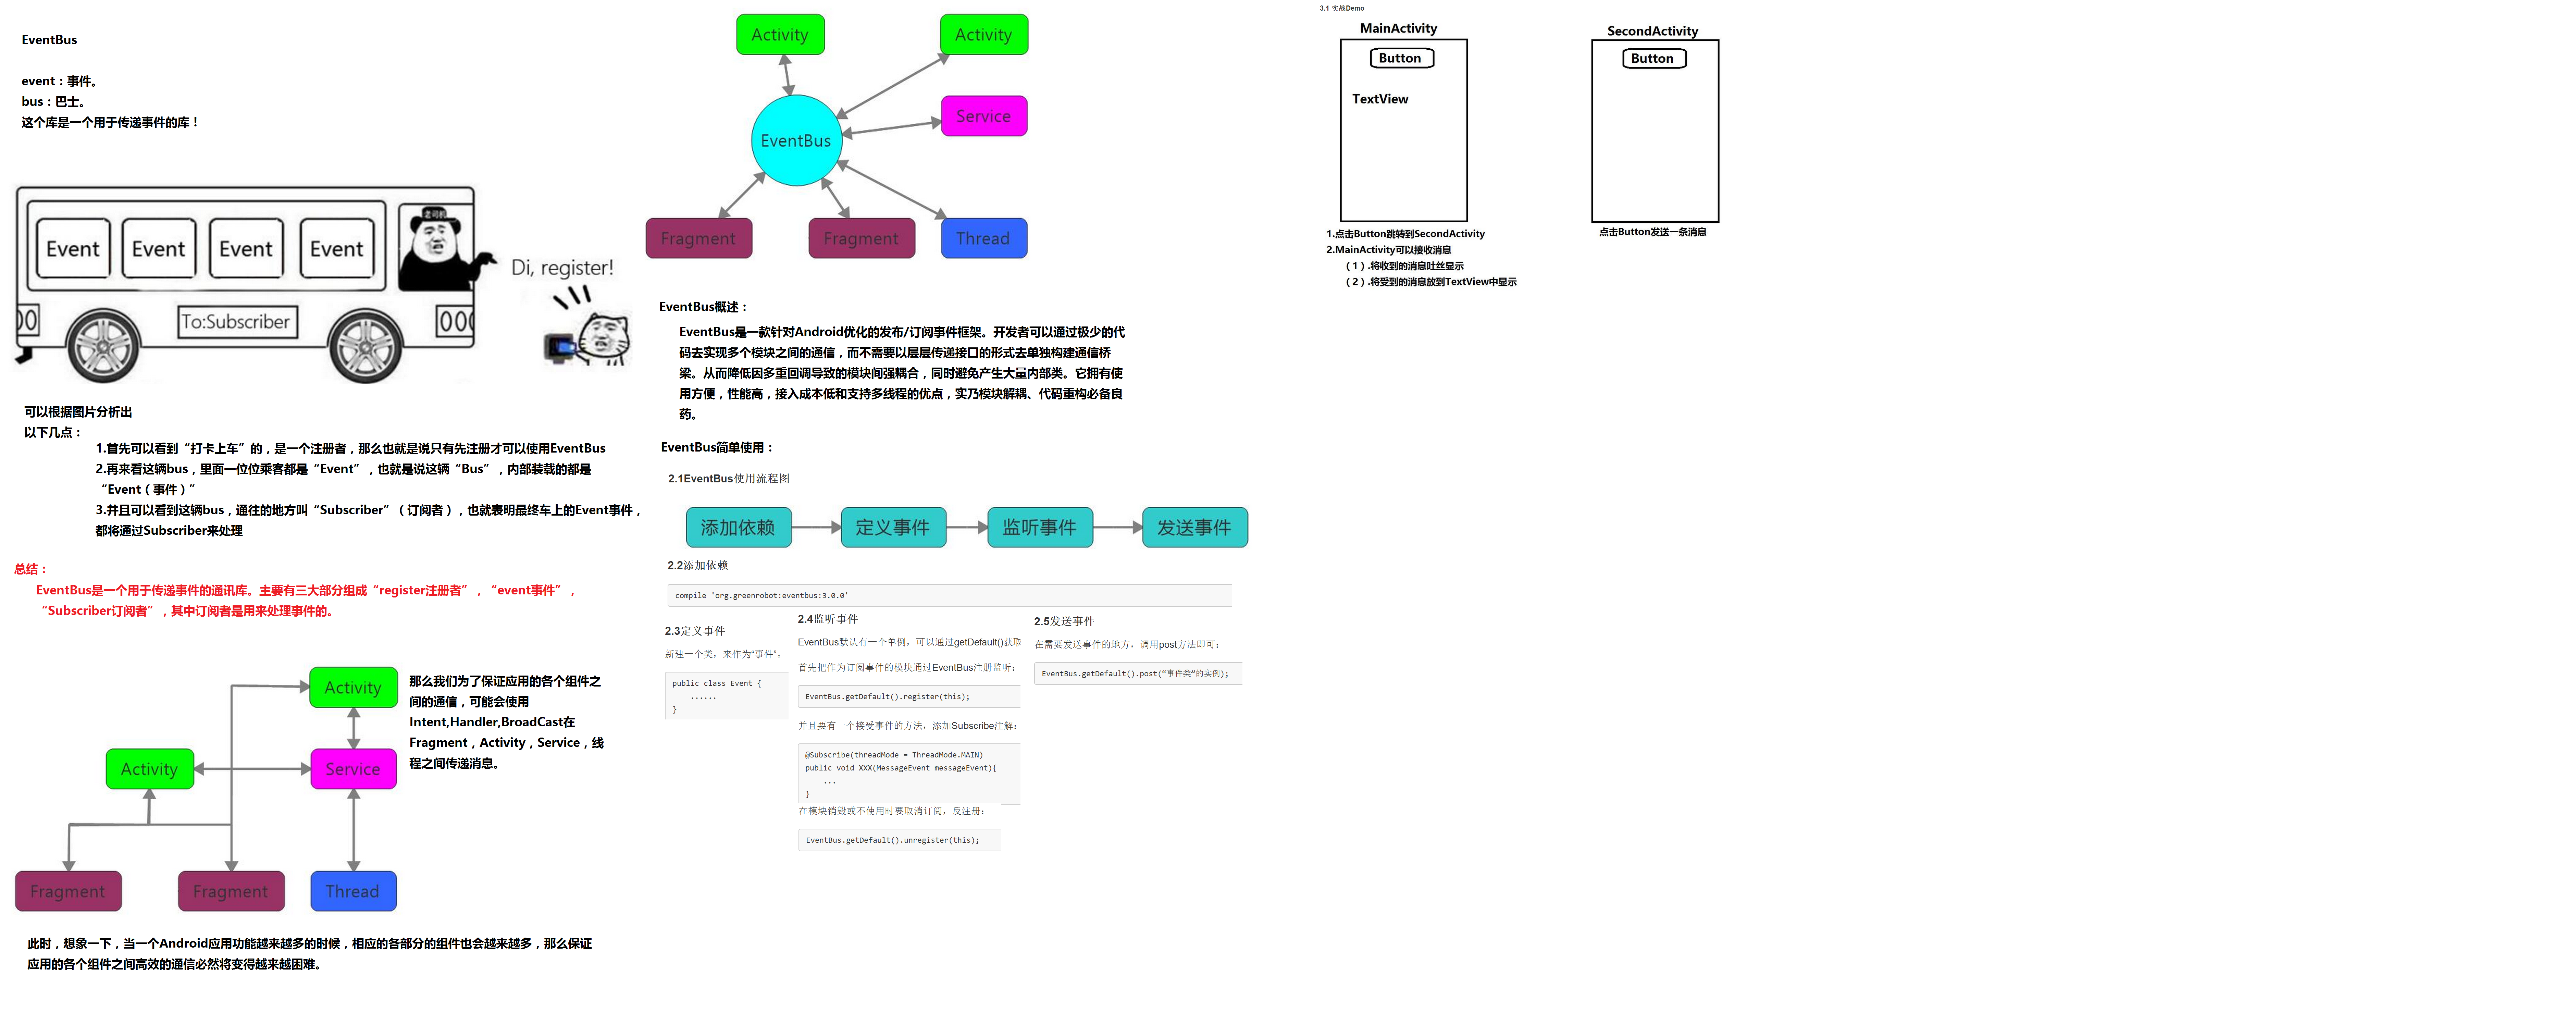 EventBus
event：事件。
bus：巴士。
这个库是一个用于传递事件的库！
老司机
Event
Event
Event
Event
Di, register!
To:Subscriber
00
000
可以根据图片分析出
以下几点：
1.首先可以看到“打卡上车”的，是一个注册者，那么也就是说只有先注册才可以使用EventBus
2.再来看这辆bus，里面一位位乘客都是“Event”，也就是说这辆“Bus”，内部装载的都是
“Event（事件）”
3.并且可以看到这辆bus，通往的地方叫“Subscriber”（订阅者），也就表明最终车上的Event事件，
都将通过Subscriber来处理
总结：
EventBus是一个用于传递事件的通讯库。主要有三大部分组成“register注册者”，“event事件”，
“Subscriber订阅者”，其中订阅者是用来处理事件的。
Activity
Activity
Service
Fragment
Fragment
Thread
那么我们为了保证应用的各个组件之
间的通信，可能会使用
Intent,Handler,BroadCast在
Fragment，Activity，Service，线
程之间传递消息。
此时，想象一下，当一个Android应用功能越来越多的时候，相应的各部分的组件也会越来越多，那么保证
应用的各个组件之间高效的通信必然将变得越来越困难。
Activity
Activity
EventBus
Service
Fragment
Fragment
Thread
EventBus概述：
EventBus是一款针对Android优化的发布/订阅事件框架。开发者可以通过极少的代
码去实现多个模块之间的通信，而不需要以层层传递接口的形式去单独构建通信桥
梁。从而降低因多重回调导致的模块间强耦合，同时避免产生大量内部类。它拥有使
用方便，性能高，接入成本低和支持多线程的优点，实乃模块解耦、代码重构必备良
药。
EventBus简单使用：
2.1EventBus使用流程图
添加依赖
定义事件
监听事件
发送事件
2.2添加依赖
compile 'org.greenrobot:eventbus:3.0.0'
2.3定义事件
新建一个类，来作为“事件”。
public class Event {
......
}
2.4监听事件
EventBus默认有一个单例，可以通过getDefault()获取
首先把作为订阅事件的模块通过EventBus注册监听：
EventBus.getDefault().register(this);
并且要有一个接受事件的方法，添加Subscribe注解：
@Subscribe(threadMode = ThreadMode.MAIN)
public void XXX(MessageEvent messageEvent){
...
}
在模块销毁或不使用时要取消订阅，反注册：
EventBus.getDefault().unregister(this);
2.5发送事件
在需要发送事件的地方，调用post方法即可：
EventBus.getDefault().post(“事件类”的实例);
3.1 实战Demo
MainActivity
Button
TextView
1.点击Button跳转到SecondActivity
2.MainActivity可以接收消息
（1）.将收到的消息吐丝显示
（2）.将受到的消息放到TextView中显示
SecondActivity
Button
点击Button发送一条消息